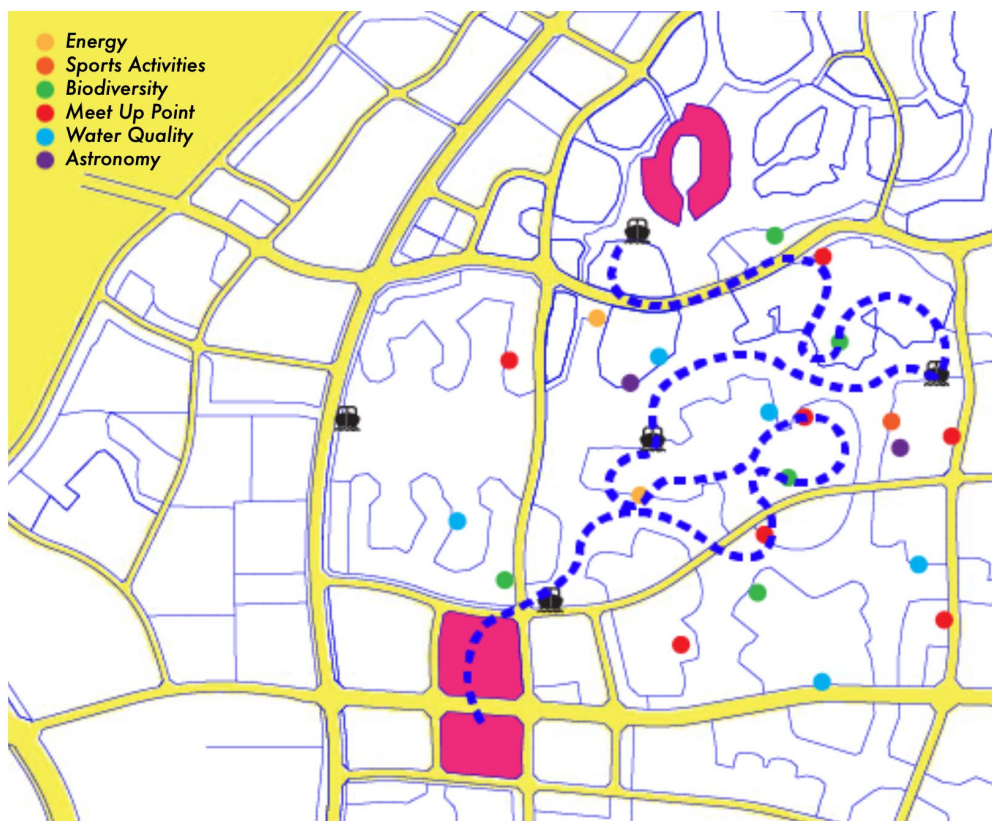 Energy
Sports Activities
Biodiversity
Meet Up Point
Water Quality
Astronomy